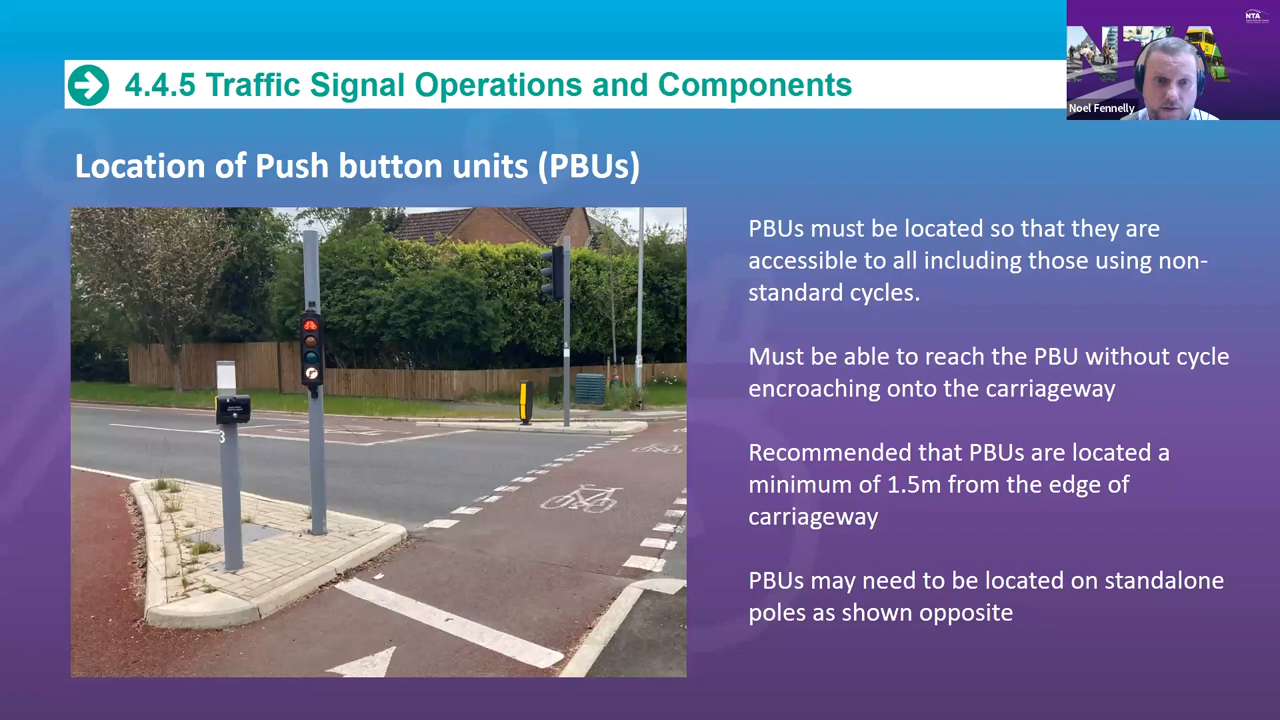 NTA
Noel Fennelly
4.4.5 Traffic Signal Operations and Components
Location of Push button units (PBUs)
PBUs must be located so that they are
accessible to all including those using non-
standard cycles.
Must be able to reach the PBU without cycle
encroaching onto the carriageway
Recommended that PBUs are located a
minimum of 1.5m from the edge of
carriageway
PBUs may need to be located on standalone
poles as shown opposite
3